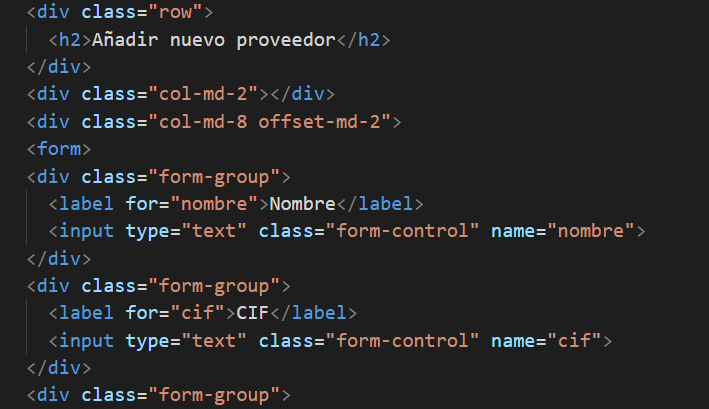 <div class="row">
<h2>Añadir nuevo proveedor</h2>
</div>
<div class="col-md-2"></div>
<div class="col-md-8 offset-md-2">
<form>
<div class="form-group">
<label for="nombre">Nombre</label>
<input type="text" class="form-control" name="nombre">
</div>
<div class="form-group">
<label for="cif">CIF</label>
<input type="text" class="form-control" name="cif">
</div>
<div class="form-group">